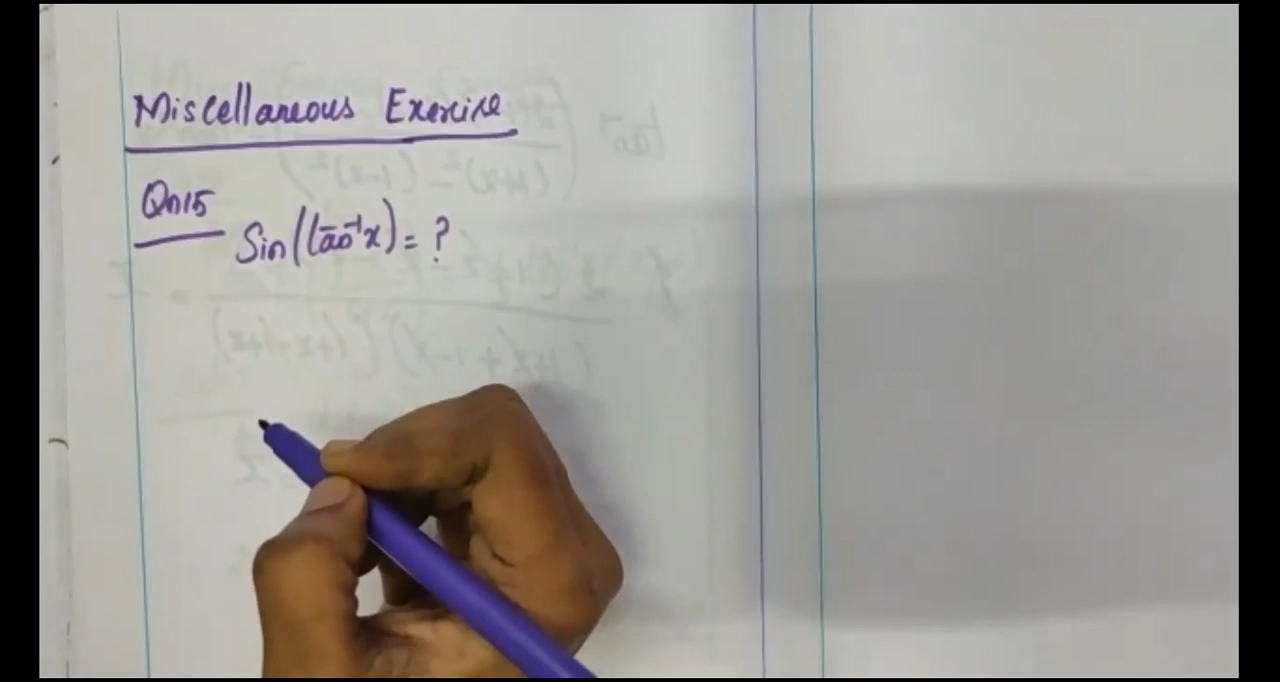 Miscellaneous Exercise
Qn15
Sin(tan⁻¹x) = ?